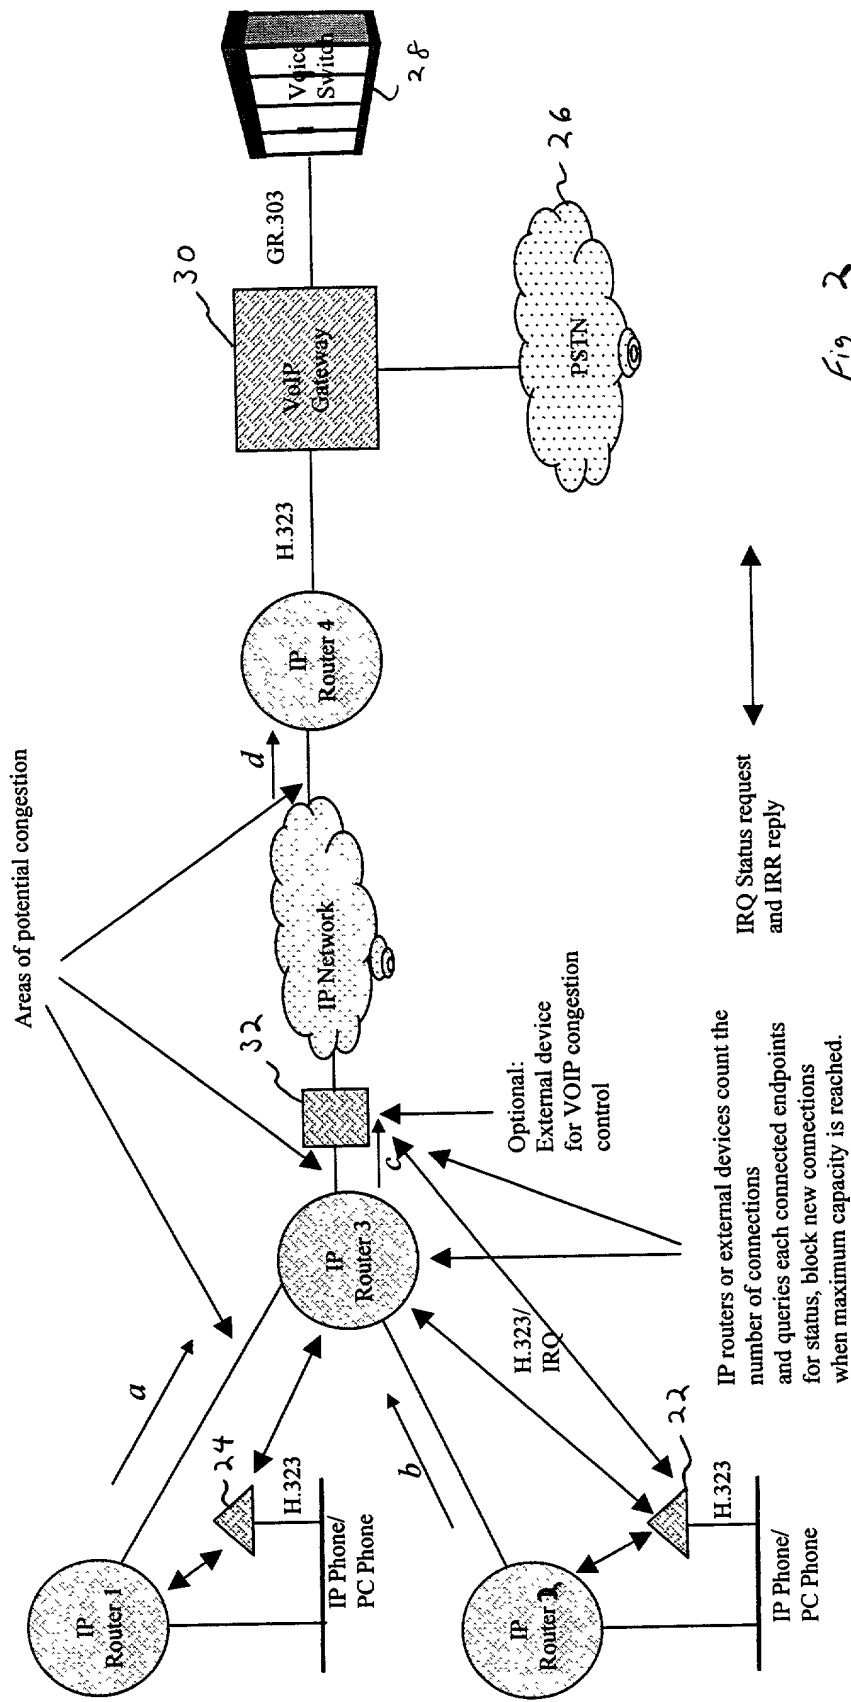 Areas of potential congestion
a
d
b
c
IP
Router 1
24
H.323
IP Phone/
PC Phone
IP
Router 2
22
H.323
IP Phone/
PC Phone
H.323/
IRQ
IP
Router 3
32
Optional:
External device
for VOIP congestion
control
IP Network
IP
Router 4
H.323
30
VoIP
Gateway
GR.303
Voice
Switch
28
PSTN
26
IP routers or external devices count the
number of connections
and queries each connected endpoints
for status, block new connections
when maximum capacity is reached.
IRQ Status request
and IRR reply
Fig 2